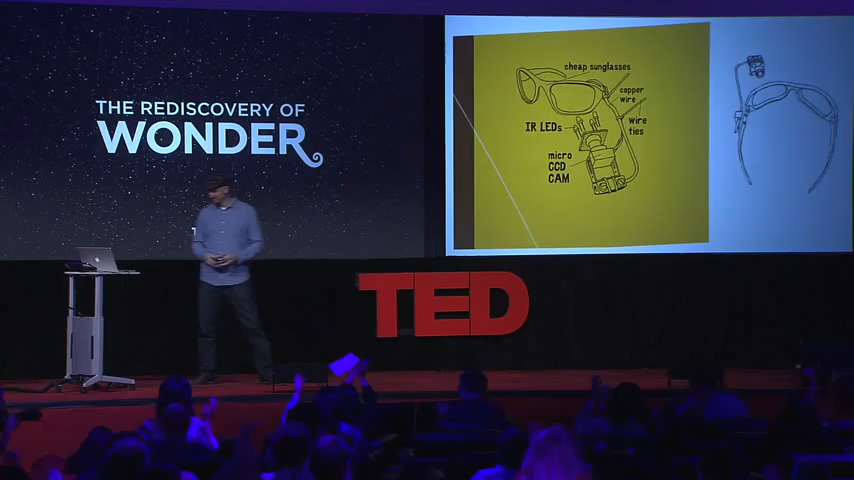 THE REDISCOVERY OF
WONDER
cheap sunglasses
copper
wire
wire
ties
IR LEDs
micro
CCD
CAM
TED